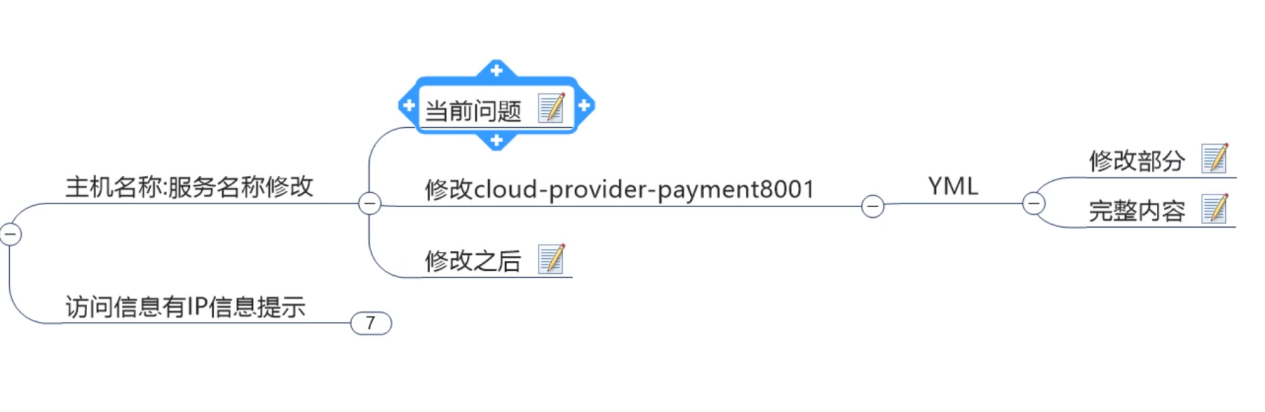 当前问题
主机名称:服务名称修改
修改cloud-provider-payment8001
YML
修改部分
完整内容
修改之后
访问信息有IP信息提示
7